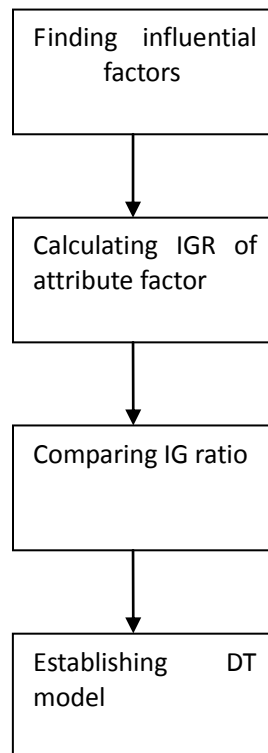 Finding influential
factors
Calculating IGR of
attribute factor
Comparing IG ratio
Establishing DT
model